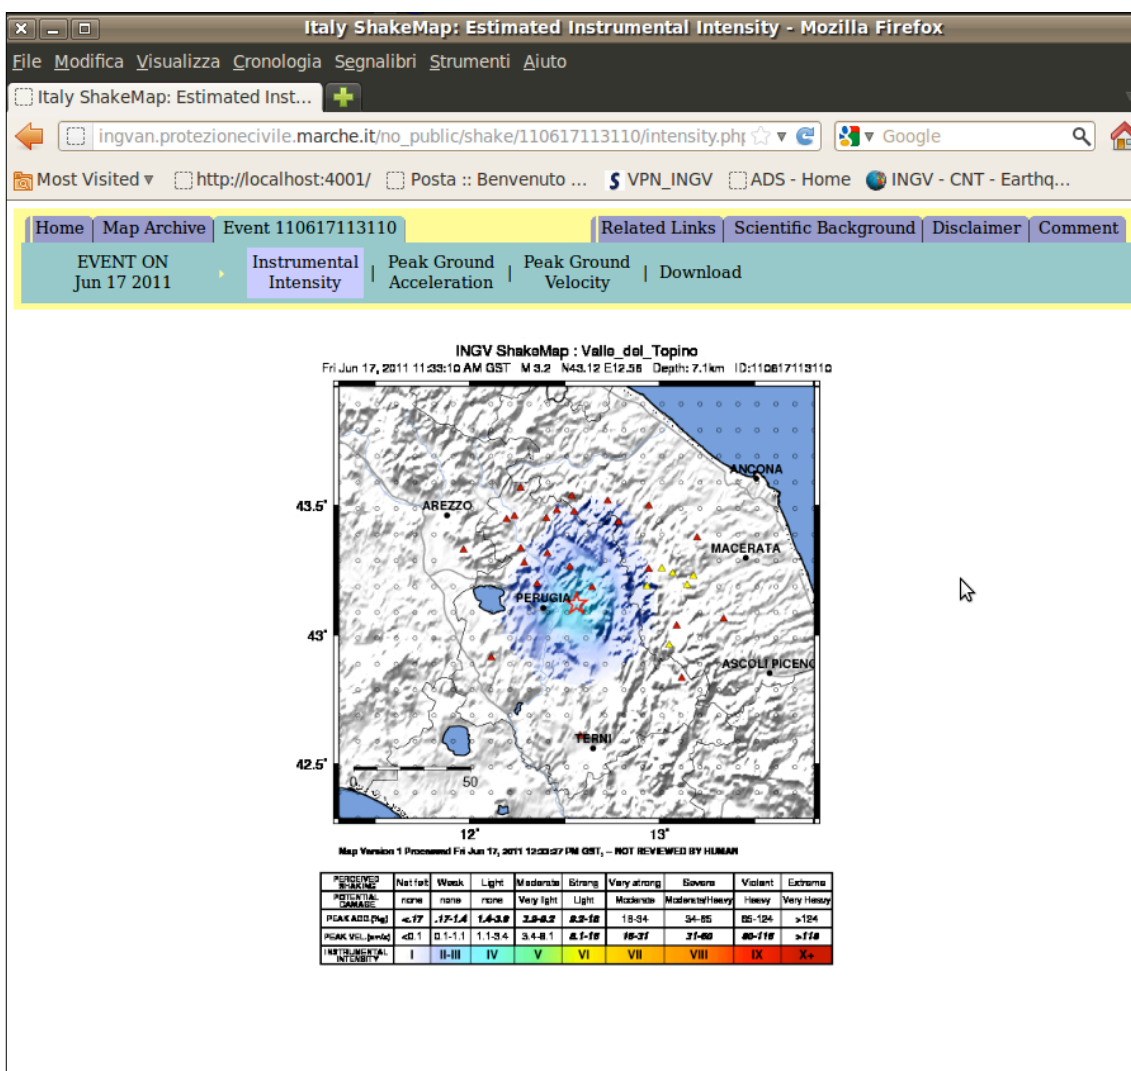 Italy ShakeMap: Estimated Instrumental Intensity - Mozilla Firefox
File Modifica Visualizza Cronologia Segnalibri Strumenti Aiuto
Italy ShakeMap: Estimated Inst...
ingvan.protezionecivile.marche.it/no_public/shake/110617113110/intensity.php Google
Most Visited http://localhost:4001/ Posta :: Benvenuto ... VPN_INGV ADS - Home INGV - CNT - Earthq...
Home Map Archive Event 110617113110 Related Links Scientific Background Disclaimer Comment
EVENT ON Instrumental | Peak Ground | Peak Ground | Download
Jun 17 2011 Intensity Acceleration Velocity
INGV ShakeMap : Valle_del_Topino
Fri Jun 17, 2011 11:33:10 AM GST M 3.2 N43.12 E12.56 Depth: 7.1km ID:110617113110
ANCONA
43.5°
AREZZO
MACERATA
PERUGIA
43°
ASCOLI PICENO
TERNI
42.5°
0 50
12° 13°
Map Version 1 Processed Fri Jun 17, 2011 12:33:27 PM GST, -- NOT REVIEWED BY HUMAN
PERCEIVED SHAKING Not felt Weak Light Moderate Strong Very strong Severe Violent Extreme
POTENTIAL DAMAGE none none none Very light Light Moderate Moderate/Heavy Heavy Very Heavy
PEAK ACC.(%g) <.17 .17-1.4 1.4-3.9 3.9-9.2 9.2-18 18-34 34-65 65-124 >124
PEAK VEL.(cm/s) <0.1 0.1-1.1 1.1-3.4 3.4-8.1 8.1-16 16-31 31-60 60-116 >116
INSTRUMENTAL INTENSITY I II-III IV V VI VII VIII IX X+